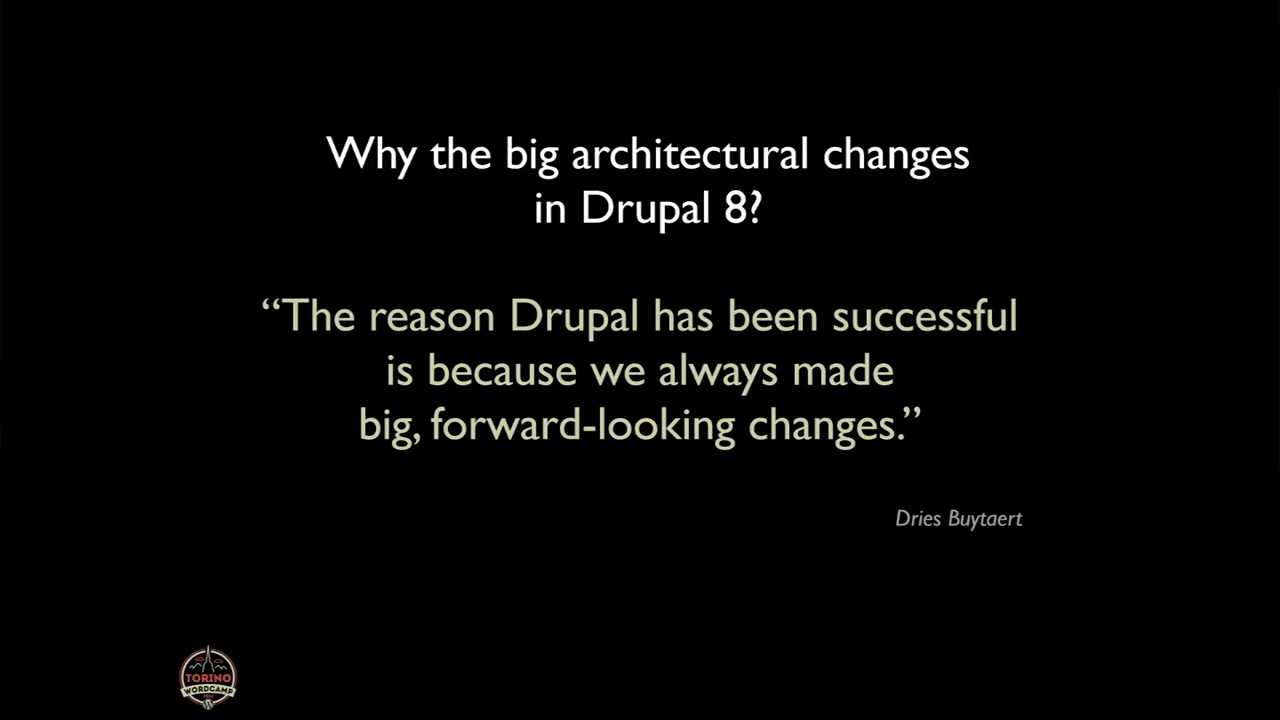 Why the big architectural changes
in Drupal 8?
“The reason Drupal has been successful
is because we always made
big, forward-looking changes.”
Dries Buytaert
TORINO
WORDCAMP